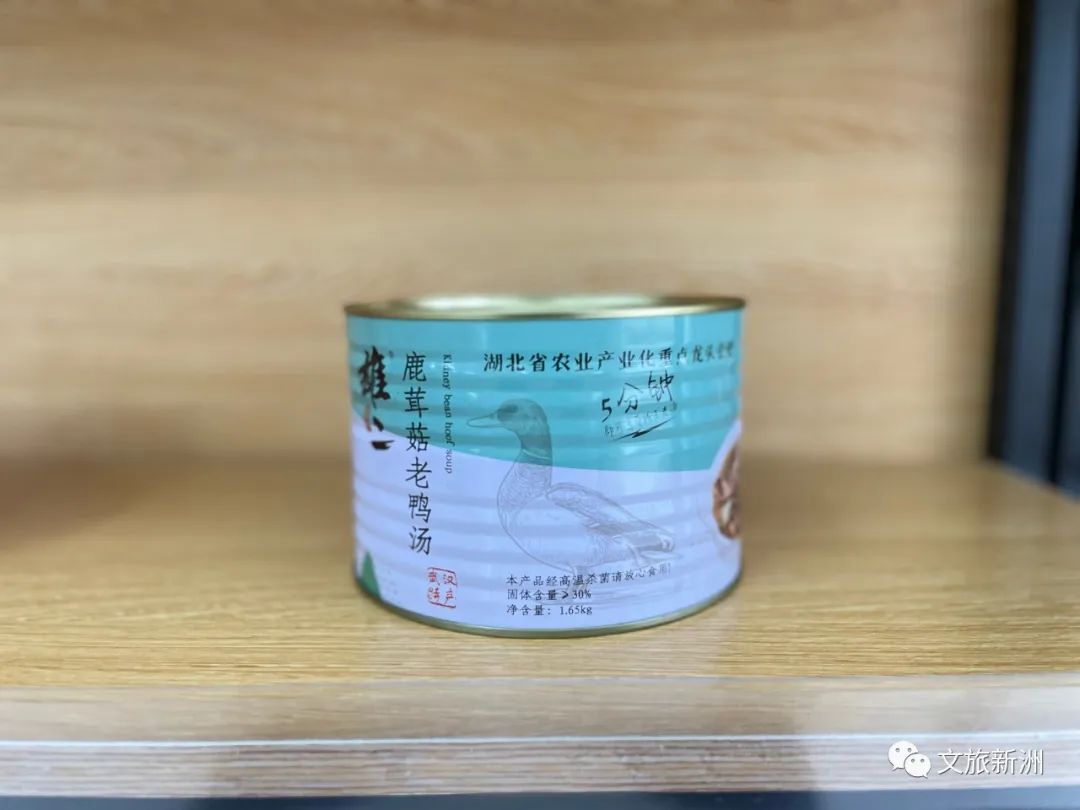 雄仁
鹿茸菇老鸭汤
Kidney bean hoof soup
湖北省农业产业化重点龙头企业
5分钟
武汉
特产
本产品经高温杀菌请放心食用!
固体含量≥30%
净含量：1.65kg
文旅新洲